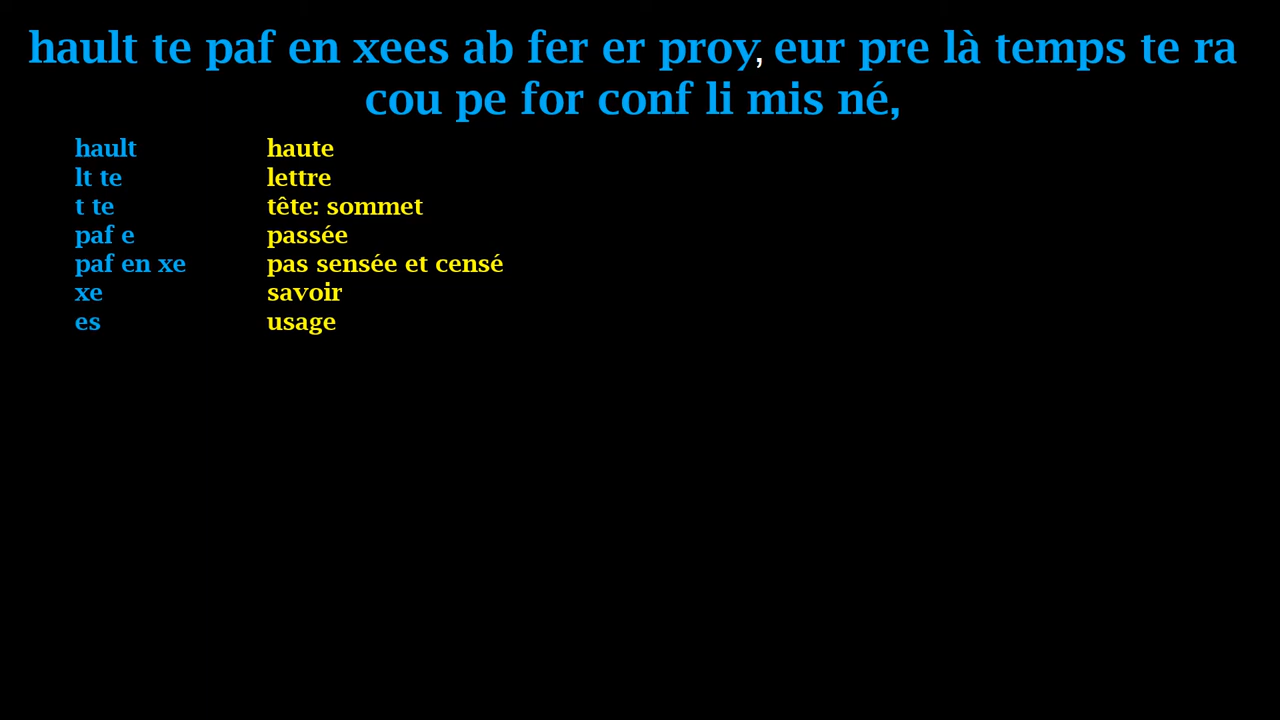 hault te paf en xees ab fer er proy, eur pre là temps te ra
cou pe for conf li mis né,
hault haute
lt te lettre
t te tête: sommet
paf e passée
paf en xe pas sensée et censé
xe savoir
es usage